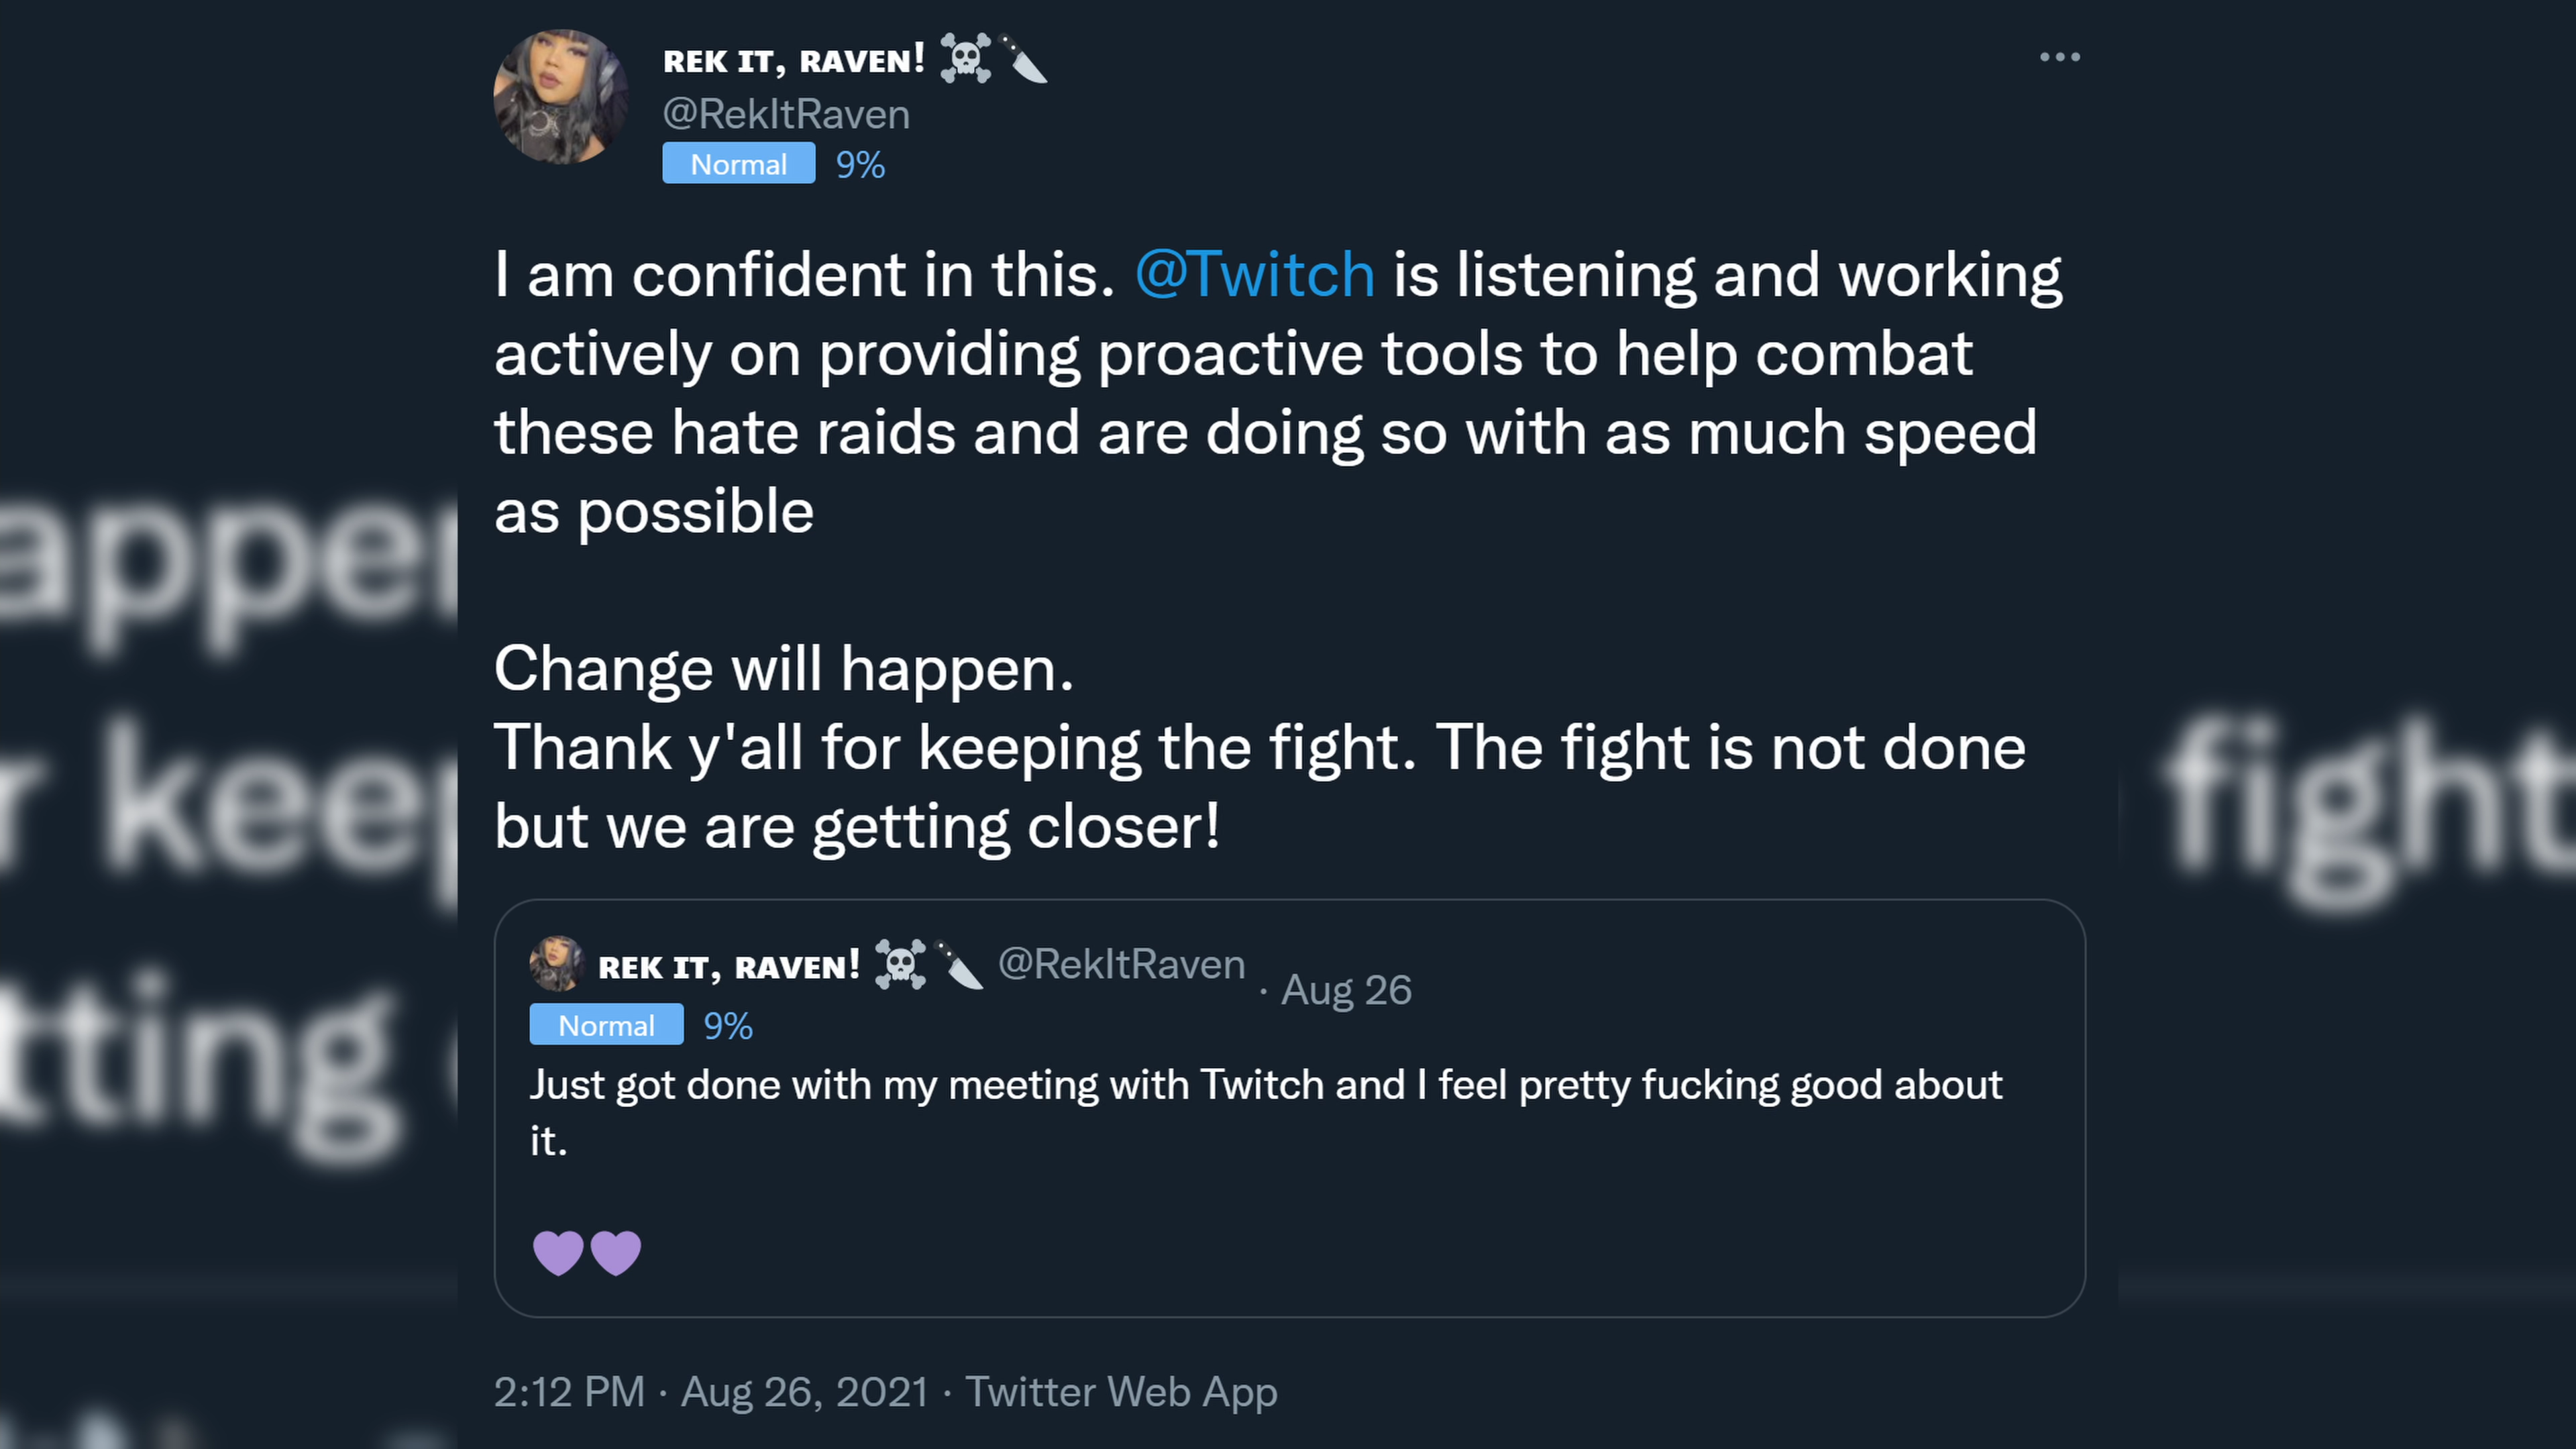 REK IT, RAVEN! ☠🔪
@RekItRaven
Normal 9%
I am confident in this. @Twitch is listening and working
actively on providing proactive tools to help combat
these hate raids and are doing so with as much speed
as possible
Change will happen.
Thank y'all for keeping the fight. The fight is not done
but we are getting closer!
REK IT, RAVEN! ☠🔪 @RekItRaven · Aug 26
Normal 9%
Just got done with my meeting with Twitch and I feel pretty fucking good about
it.
💜💜
2:12 PM · Aug 26, 2021 · Twitter Web App
appe
r keep
fight
tting